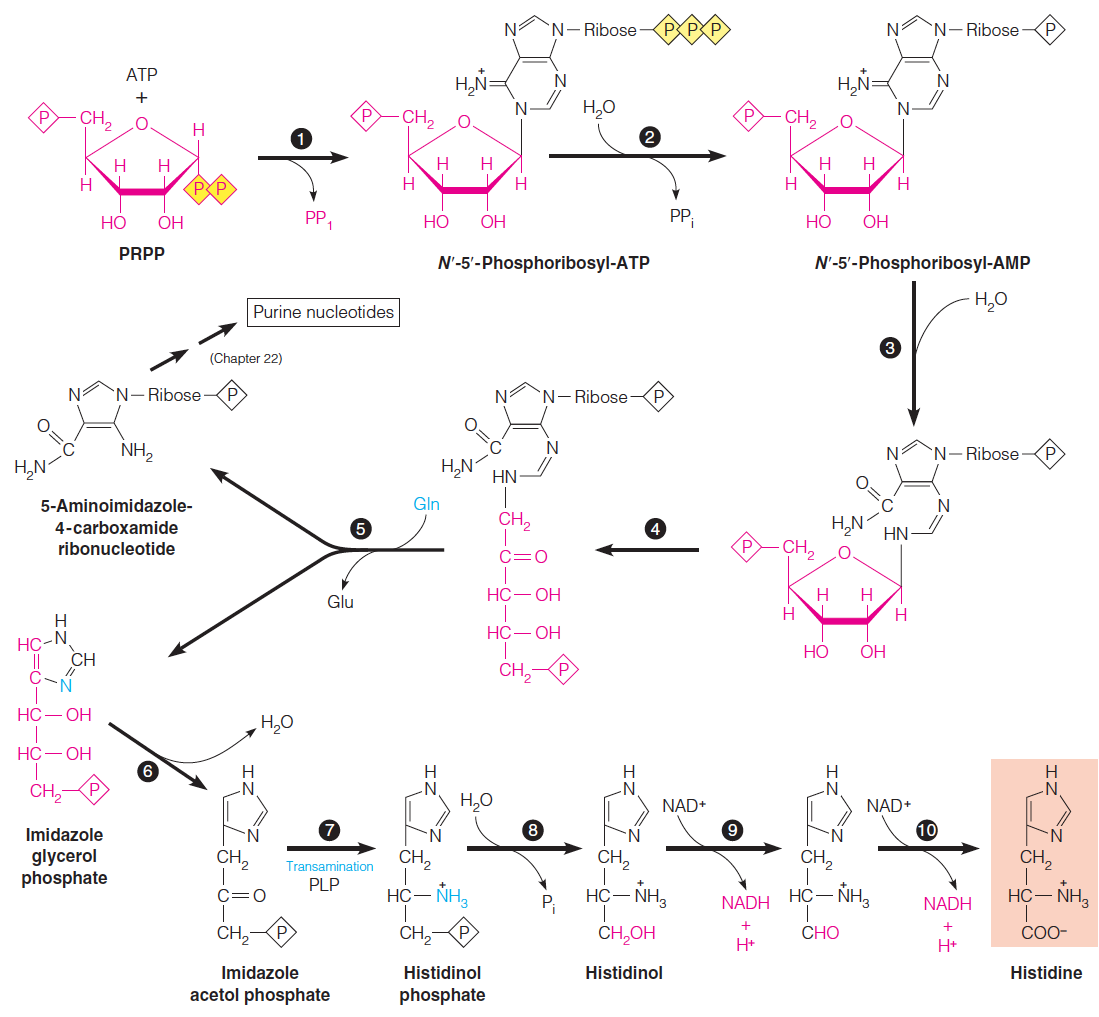 ATP
+
P CH2 O H
H H
H P P
HO OH
PRPP
1
PP1
N N Ribose P P P
H2N+ N
N
P CH2 O
H H
H H
HO OH
N′-5′-Phosphoribosyl-ATP
H2O
2
PPi
N N Ribose P
H2N+ N
N
P CH2 O
H H
H H
HO OH
N′-5′-Phosphoribosyl-AMP
3
H2O
Purine nucleotides
(Chapter 22)
N N Ribose P
O
C
H2N NH2
5-Aminoimidazole-
4-carboxamide
ribonucleotide
Gln
5
Glu
N N Ribose P
O
C N
H2N
HN
CH2
C=O
HC—OH
HC—OH
CH2 P
4
N N Ribose P
O
C N
H2N
HN
P CH2 O
H H
H H
HO OH
H
HC N
CH
C N
HC—OH
HC—OH
CH2 P
Imidazole
glycerol
phosphate
6
H2O
H
N
N
CH2
C=O
CH2 P
Imidazole
acetol phosphate
7
Transamination
PLP
H
N
N
CH2
HC—NH3+
CH2 P
Histidinol
phosphate
H2O
8
Pi
H
N
N
CH2
HC—NH3+
CH2OH
Histidinol
NAD+
9
NADH
+
H+
H
N
N
CH2
HC—NH3+
CHO
NAD+
10
NADH
+
H+
H
N
N
CH2
HC—NH3+
COO−
Histidine